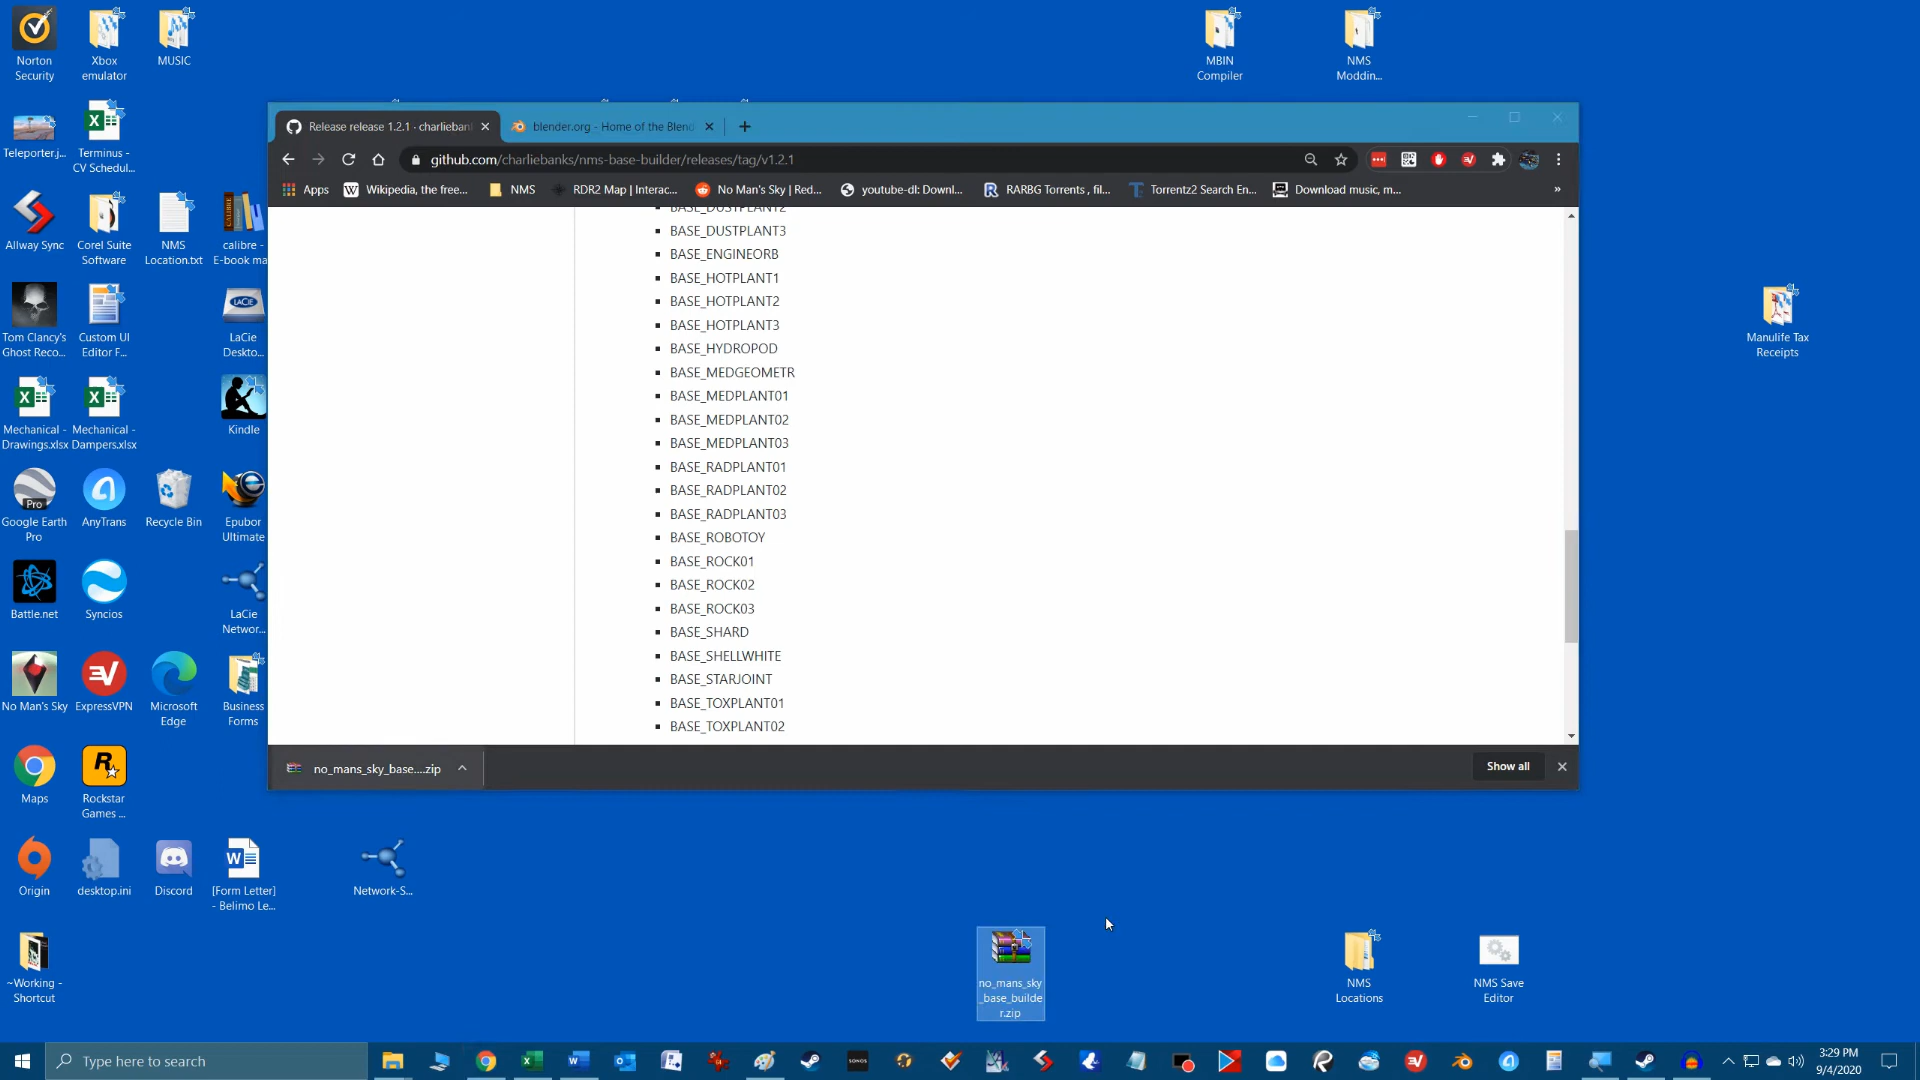 Norton
Security
Xbox
emulator
MUSIC
MBIN
Compiler
NMS
Moddin...
Teleporter.j...
Terminus -
CV Schedul...
Allway Sync
Corel Suite
Software
NMS
Location.txt
calibre -
E-book ma
Tom Clancy's
Ghost Reco...
Custom UI
Editor F...
LaCie
LaCie
Deskto...
Manulife Tax
Receipts
Mechanical -
Drawings.xlsx
Mechanical -
Dampers.xlsx
Kindle
Pro
Google Earth
Pro
AnyTrans
Recycle Bin
Epubor
Ultimate
Battle.net
Syncios
LaCie
Networ...
No Man's Sky
ExpressVPN
Microsoft
Edge
Business
Forms
Maps
Rockstar
Games ...
Origin
desktop.ini
Discord
[Form Letter]
- Belimo Le...
Network-S...
~Working -
Shortcut
no_mans_sky
_base_builde
r.zip
NMS
Locations
NMS Save
Editor
Release release 1.2.1 · charlieban
blender.org - Home of the Blend
github.com/charliebanks/nms-base-builder/releases/tag/v1.2.1
Apps
Wikipedia, the free...
NMS
RDR2 Map | Interac...
No Man's Sky | Red...
youtube-dl: Downl...
RARBG Torrents , fil...
Torrentz2 Search En...
Download music, m...
»
BASE_DUSTPLANT2
BASE_DUSTPLANT3
BASE_ENGINEORB
BASE_HOTPLANT1
BASE_HOTPLANT2
BASE_HOTPLANT3
BASE_HYDROPOD
BASE_MEDGEOMETR
BASE_MEDPLANT01
BASE_MEDPLANT02
BASE_MEDPLANT03
BASE_RADPLANT01
BASE_RADPLANT02
BASE_RADPLANT03
BASE_ROBOTOY
BASE_ROCK01
BASE_ROCK02
BASE_ROCK03
BASE_SHARD
BASE_SHELLWHITE
BASE_STARJOINT
BASE_TOXPLANT01
BASE_TOXPLANT02
no_mans_sky_base....zip
Show all
Type here to search
SONOS
3:29 PM
9/4/2020